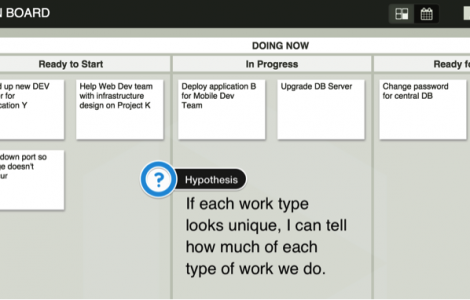 N BOARD
DOING NOW
Ready to Start
In Progress
Ready fo
d up new DEV
er for
cation Y
Help Web Dev team
with infrastructure
design on Project K
Deploy application B
for Mobile Dev
Team
Upgrade DB Server
Change password
for central DB
down port so
ge doesn't
ur
?
Hypothesis
If each work type
looks unique, I can tell
how much of each
type of work we do.